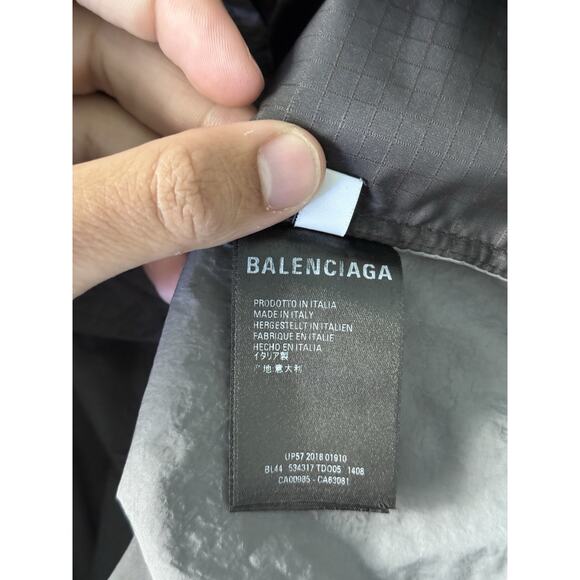 BALENCIAGA
PRODOTTO IN ITALIA
MADE IN ITALY
HERGESTELLT IN ITALIEN
FABRIQUE EN ITALIE
HECHO EN ITALIA
イタリア製
产地:意大利
UP57 2018 01910
BL44 534317 TDO05 1408
CA00985 - CA63081